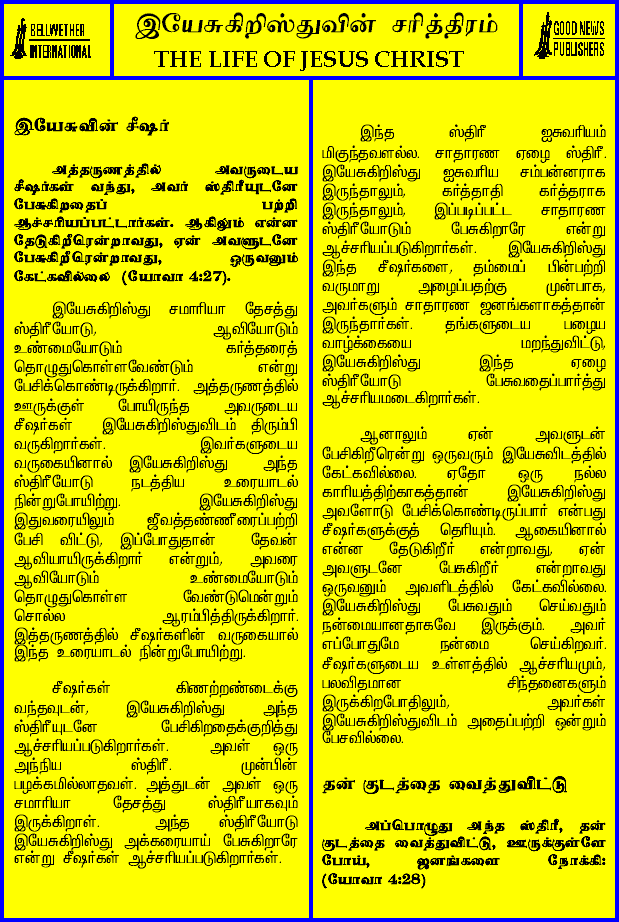 BELLWETHER
INTERNATIONAL
இயேசுகிறிஸ்துவின் சரித்திரம்
THE LIFE OF JESUS CHRIST
GOOD NEWS
PUBLISHERS
இயேசுவின் சீஷர்
அத்தருணத்தில் அவருடைய
சீஷர்கள் வந்து, அவர் ஸ்திரீயுடனே
பேசுகிறதைப் பற்றி
ஆச்சரியப்பட்டார்கள். ஆகிலும் என்ன
தேடுகிறீரென்றாவது, ஏன் அவளுடனே
பேசுகிறீரென்றாவது, ஒருவனும்
கேட்கவில்லை (யோவா 4:27).
இயேசுகிறிஸ்து சமாரியா தேசத்து
ஸ்திரீயோடு, ஆவியோடும்
உண்மையோடும் கர்த்தரைத்
தொழுதுகொள்ளவேண்டும் என்று
பேசிக்கொண்டிருக்கிறார். அத்தருணத்தில்
ஊருக்குள் போயிருந்த அவருடைய
சீஷர்கள் இயேசுகிறிஸ்துவிடம் திரும்பி
வருகிறார்கள். இவர்களுடைய
வருகையினால் இயேசுகிறிஸ்து அந்த
ஸ்திரீயோடு நடத்திய உரையாடல்
நின்றுபோயிற்று. இயேசுகிறிஸ்து
இதுவரையிலும் ஜீவத்தண்ணீரைப்பற்றி
பேசி விட்டு, இப்போதுதான் தேவன்
ஆவியாயிருக்கிறார் என்றும், அவரை
ஆவியோடும் உண்மையோடும்
தொழுதுகொள்ள வேண்டுமென்றும்
சொல்ல ஆரம்பித்திருக்கிறார்.
இத்தருணத்தில் சீஷர்களின் வருகையால்
இந்த உரையாடல் நின்றுபோயிற்று.
சீஷர்கள் கிணற்றண்டைக்கு
வந்தவுடன், இயேசுகிறிஸ்து அந்த
ஸ்திரீயுடனே பேசிகிறதைக்குறித்து
ஆச்சரியப்படுகிறார்கள். அவள் ஒரு
அந்நிய ஸ்திரீ. முன்பின்
பழக்கமில்லாதவள். அத்துடன் அவள் ஒரு
சமாரியா தேசத்து ஸ்திரீயாகவும்
இருக்கிறாள். அந்த ஸ்திரீயோடு
இயேசுகிறிஸ்து அக்கரையாய் பேசுகிறாரே
என்று சீஷர்கள் ஆச்சரியப்படுகிறார்கள்.
இந்த ஸ்திரீ ஐசுவரியம்
மிகுந்தவளல்ல. சாதாரண ஏழை ஸ்திரீ.
இயேசுகிறிஸ்து ஐசுவரிய சம்பன்னராக
இருந்தாலும், கர்த்தாதி கர்த்தராக
இருந்தாலும், இப்படிப்பட்ட சாதாரண
ஸ்திரீயோடும் பேசுகிறாரே என்று
ஆச்சரியப்படுகிறார்கள். இயேசுகிறிஸ்து
இந்த சீஷர்களை, தம்மைப் பின்பற்றி
வருமாறு அழைப்பதற்கு முன்பாக,
அவர்களும் சாதாரண ஜனங்களாகத்தான்
இருந்தார்கள். தங்களுடைய பழைய
வாழ்க்கையை மறந்துவிட்டு,
இயேசுகிறிஸ்து இந்த ஏழை
ஸ்திரீயோடு பேசுவதைப்பார்த்து
ஆச்சரியமடைகிறார்கள்.
ஆனாலும் ஏன் அவளுடன்
பேசிகிறீரென்று ஒருவரும் இயேசுவிடத்தில்
கேட்கவில்லை. ஏதோ ஒரு நல்ல
காரியத்திற்காகத்தான் இயேசுகிறிஸ்து
அவளோடு பேசிக்கொண்டிருப்பார் என்பது
சீஷர்களுக்குத் தெரியும். ஆகையினால்
என்ன தேடுகிறீர் என்றாவது, ஏன்
அவளுடனே பேசுகிறீர் என்றாவது
ஒருவனும் அவளிடத்தில் கேட்கவில்லை.
இயேசுகிறிஸ்து பேசுவதும் செய்வதும்
நன்மையானதாகவே இருக்கும். அவர்
எப்போதுமே நன்மை செய்கிறவர்.
சீஷர்களுடைய உள்ளத்தில் ஆச்சரியமும்,
பலவிதமான சிந்தனைகளும்
இருக்கிறபோதிலும், அவர்கள்
இயேசுகிறிஸ்துவிடம் அதைப்பற்றி ஒன்றும்
பேசவில்லை.
தன் குடத்தை வைத்துவிட்டு
அப்பொழுது அந்த ஸ்திரீ, தன்
குடத்தை வைத்துவிட்டு, ஊருக்குள்ளே
போய், ஜனங்களை நோக்கி:
(யோவா 4:28)